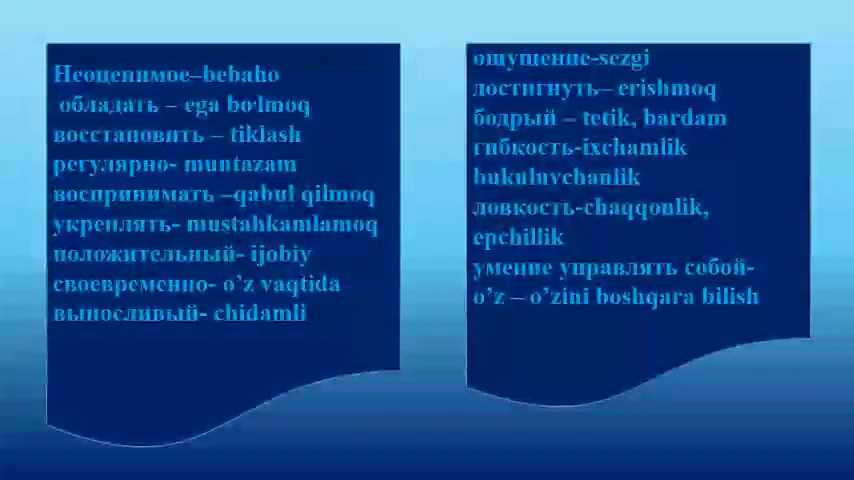 Неоценимое–bebaho
обладать – ega bo‘lmoq
восстановить – tiklash
регулярно- muntazam
воспринимать –qabul qilmoq
укреплять- mustahkamlamoq
положительный- ijobiy
своевременно- o’z vaqtida
выносливый- chidamli
ощущение-sezgi
достигнуть– erishmoq
бодрый – tetik, bardam
гибкость-ixchamlik
bukuluvchanlik
ловкость-chaqqonlik,
epchillik
умение управлять собой-
o’z – o’zini boshqara bilish